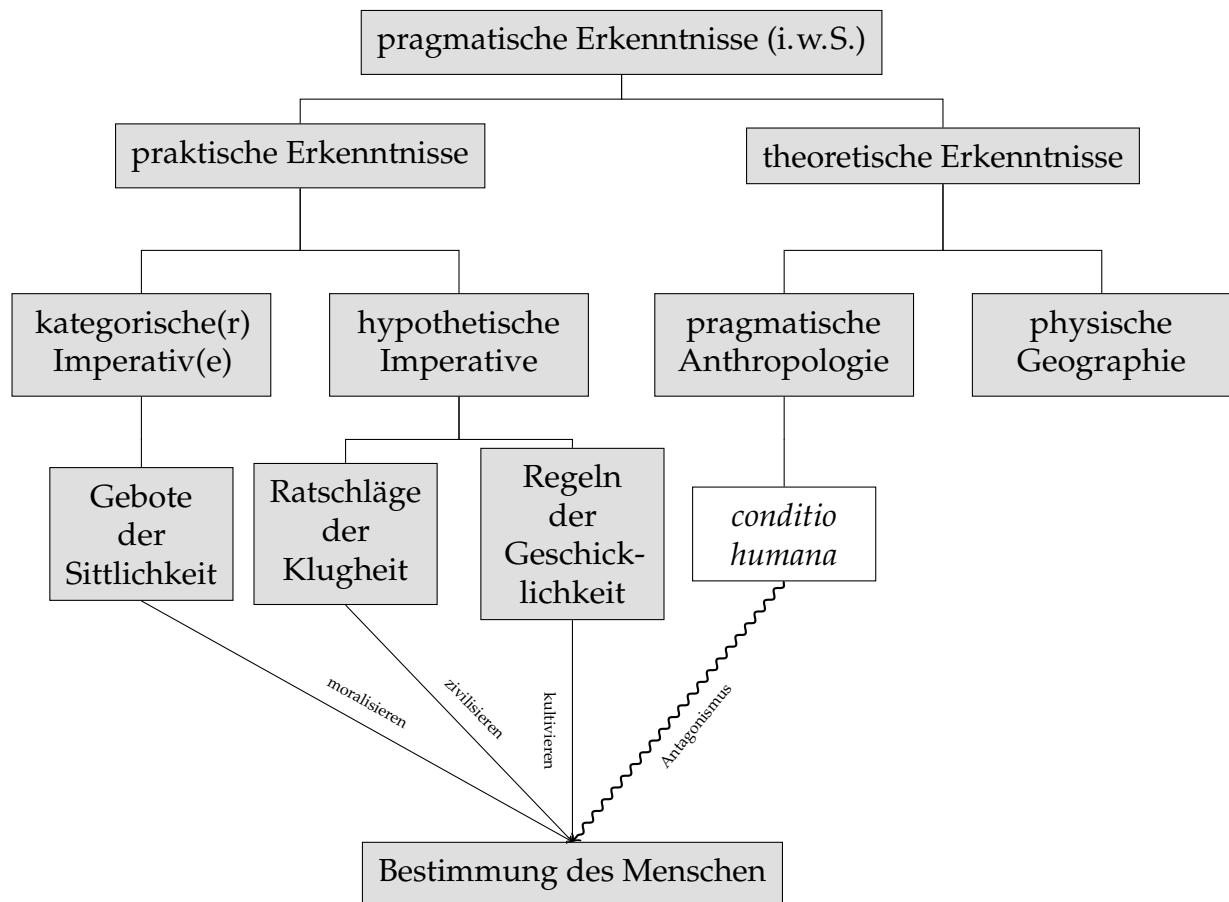 pragmatische Erkenntnisse (i.w.S.)
praktische Erkenntnisse
theoretische Erkenntnisse
kategorische(r)
Imperativ(e)
hypothetische
Imperative
pragmatische
Anthropologie
physische
Geographie
Gebote
der
Sittlichkeit
Ratschläge
der
Klugheit
Regeln
der
Geschick-
lichkeit
conditio
humana
moralisieren
zivilisieren
kultivieren
Antagonismus
Bestimmung des Menschen